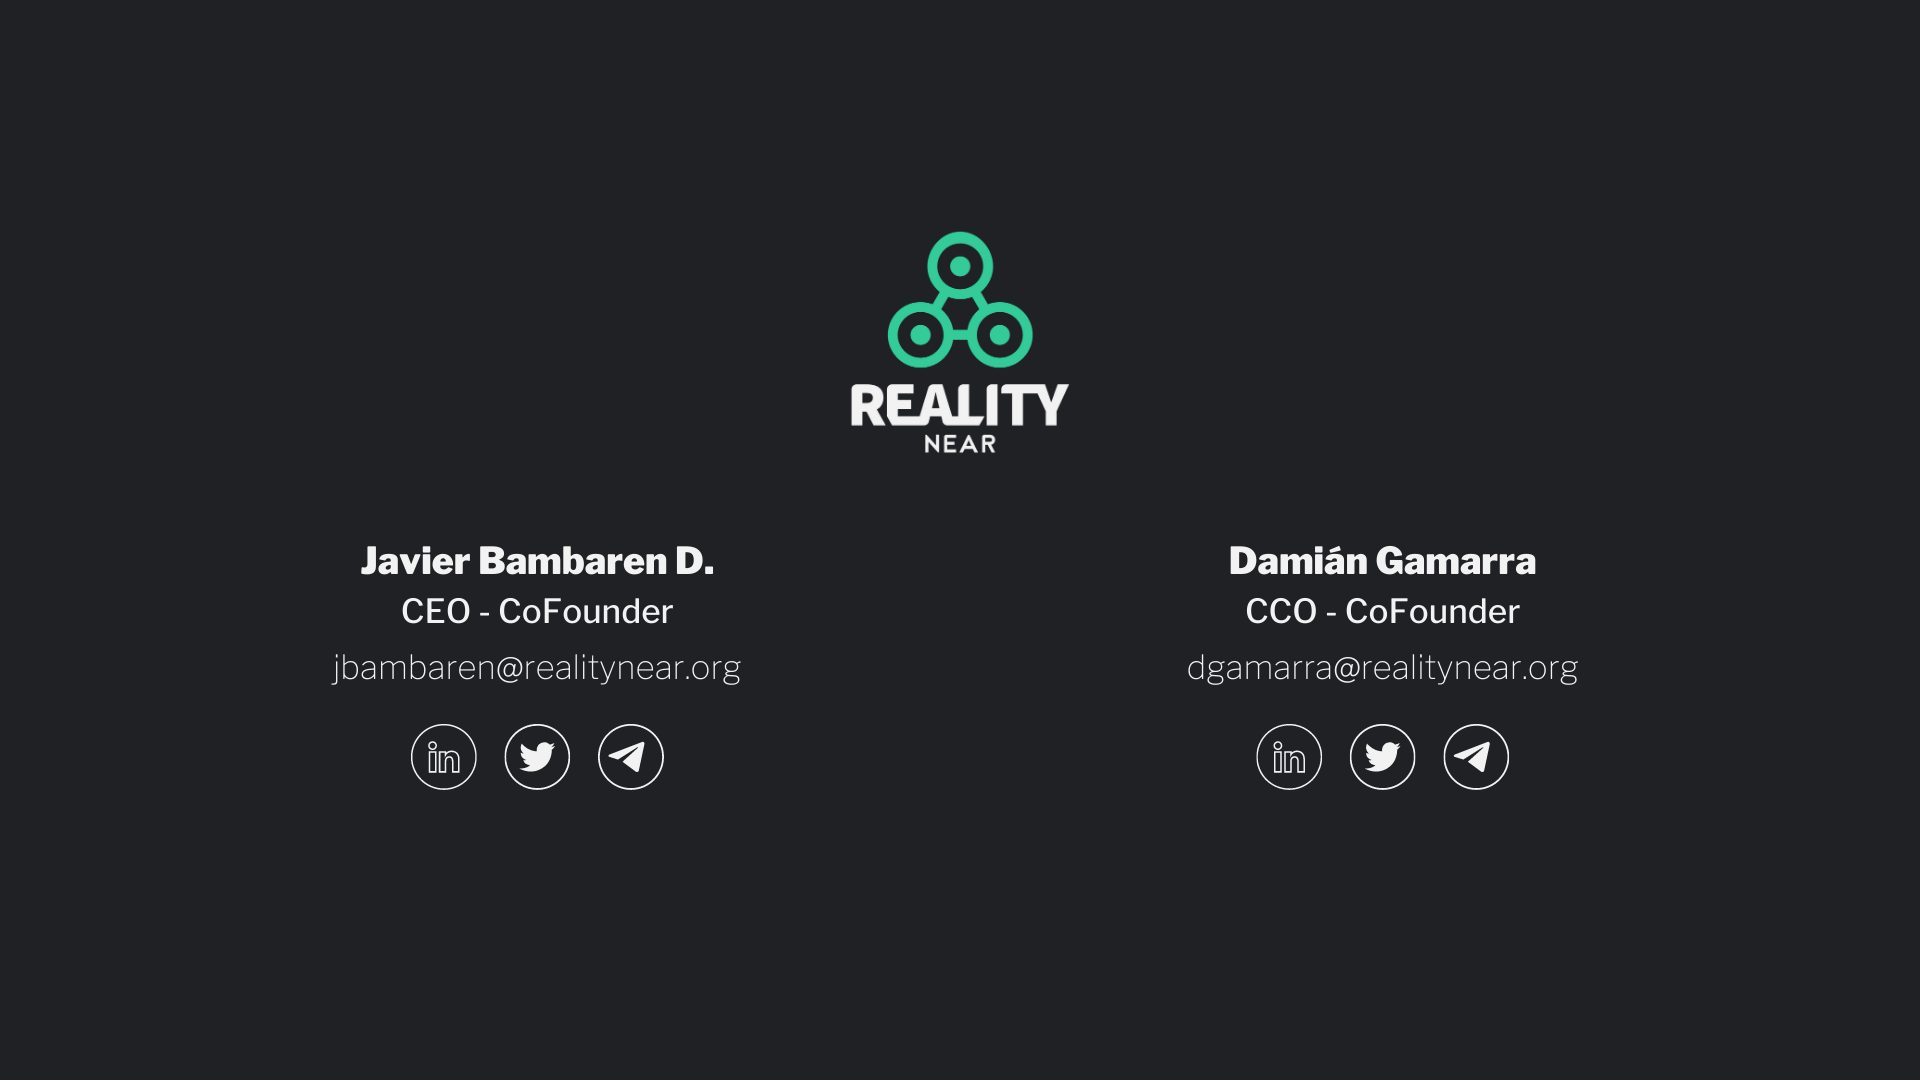 REALITY
NEAR
Javier Bambaren D.
CEO - CoFounder
jbambaren@realitynear.org
in
Damián Gamarra
CCO - CoFounder
dgamarra@realitynear.org
in